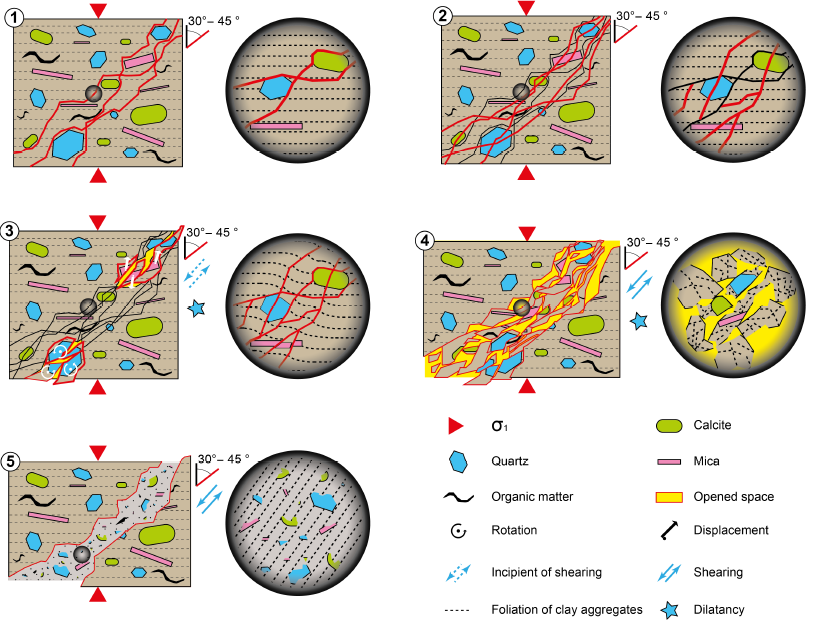 1
30°– 45 °
2
30°– 45 °
3
30°– 45 °
4
30°– 45 °
5
30°– 45 °
σ1
Calcite
Quartz
Mica
Organic matter
Opened space
Rotation
Displacement
Incipient of shearing
Shearing
Foliation of clay aggregates
Dilatancy